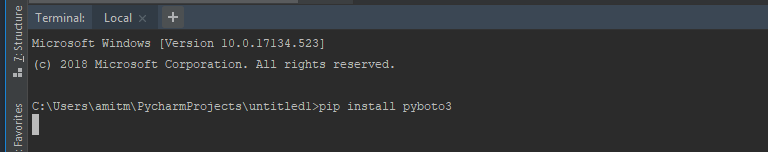 Terminal: Local × +
Microsoft Windows [Version 10.0.17134.523]
(c) 2018 Microsoft Corporation. All rights reserved.
C:\Users\amitm\PycharmProjects\untitled1>pip install pyboto3
7: Structure
Favorites